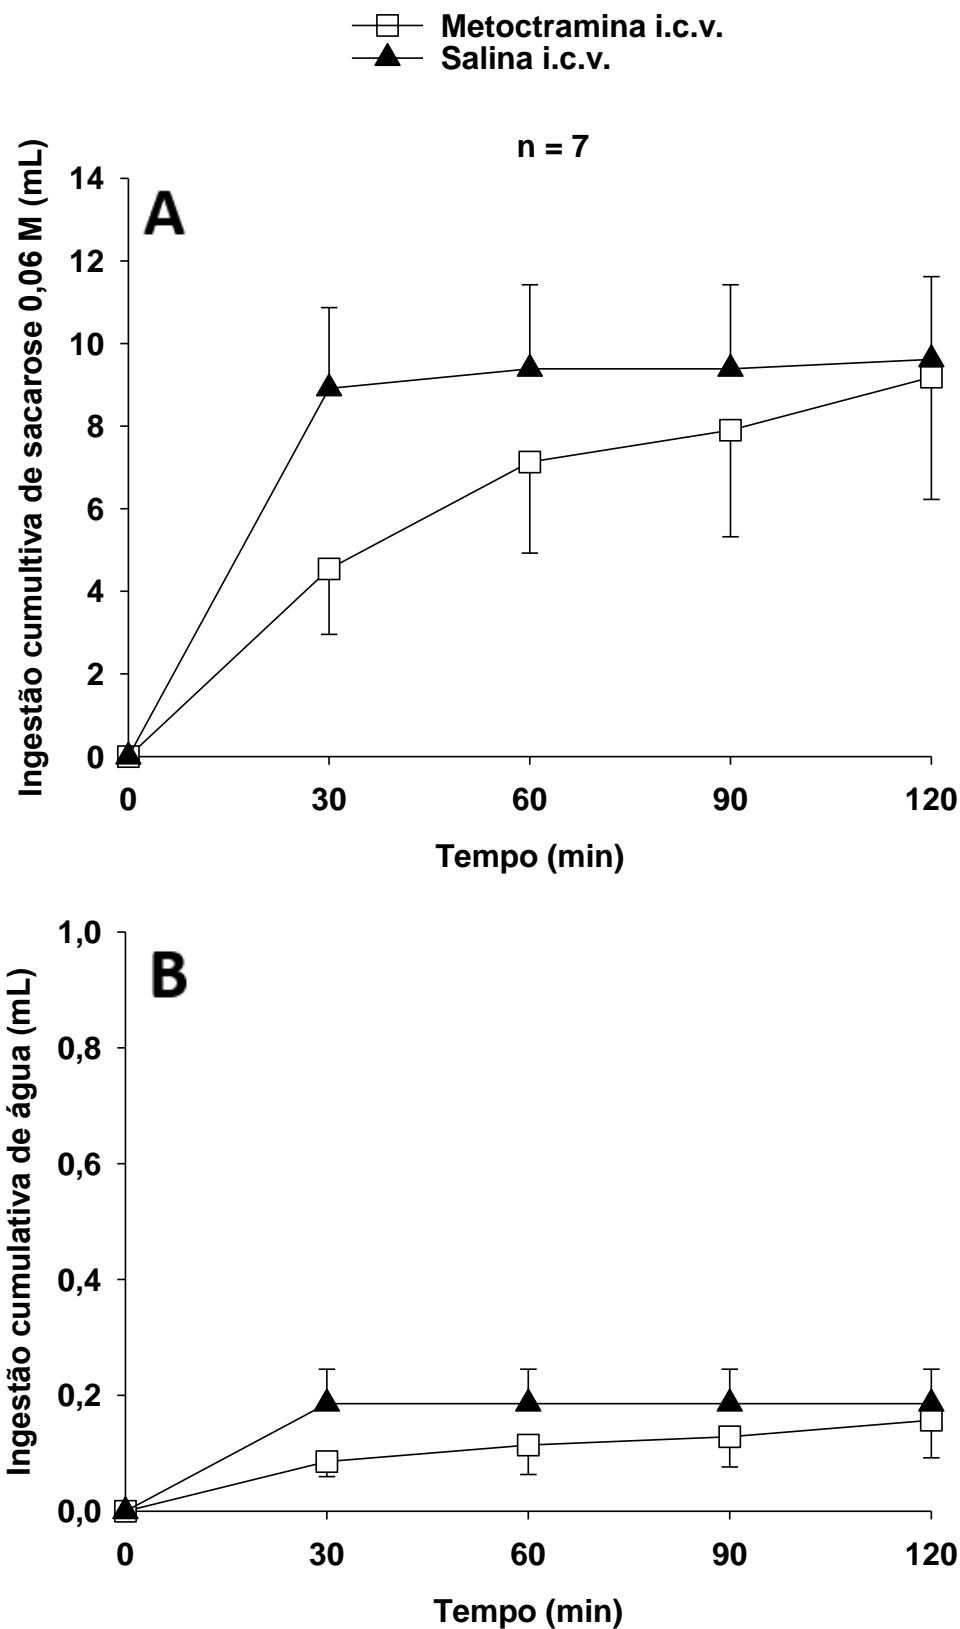 Metoctramina i.c.v.
Salina i.c.v.
n = 7
A
Ingestão cumultiva de sacarose 0,06 M (mL)
14
12
10
8
6
4
2
0
0 30 60 90 120
Tempo (min)
B
Ingestão cumulativa de água (mL)
1,0
0,8
0,6
0,4
0,2
0,0
0 30 60 90 120
Tempo (min)